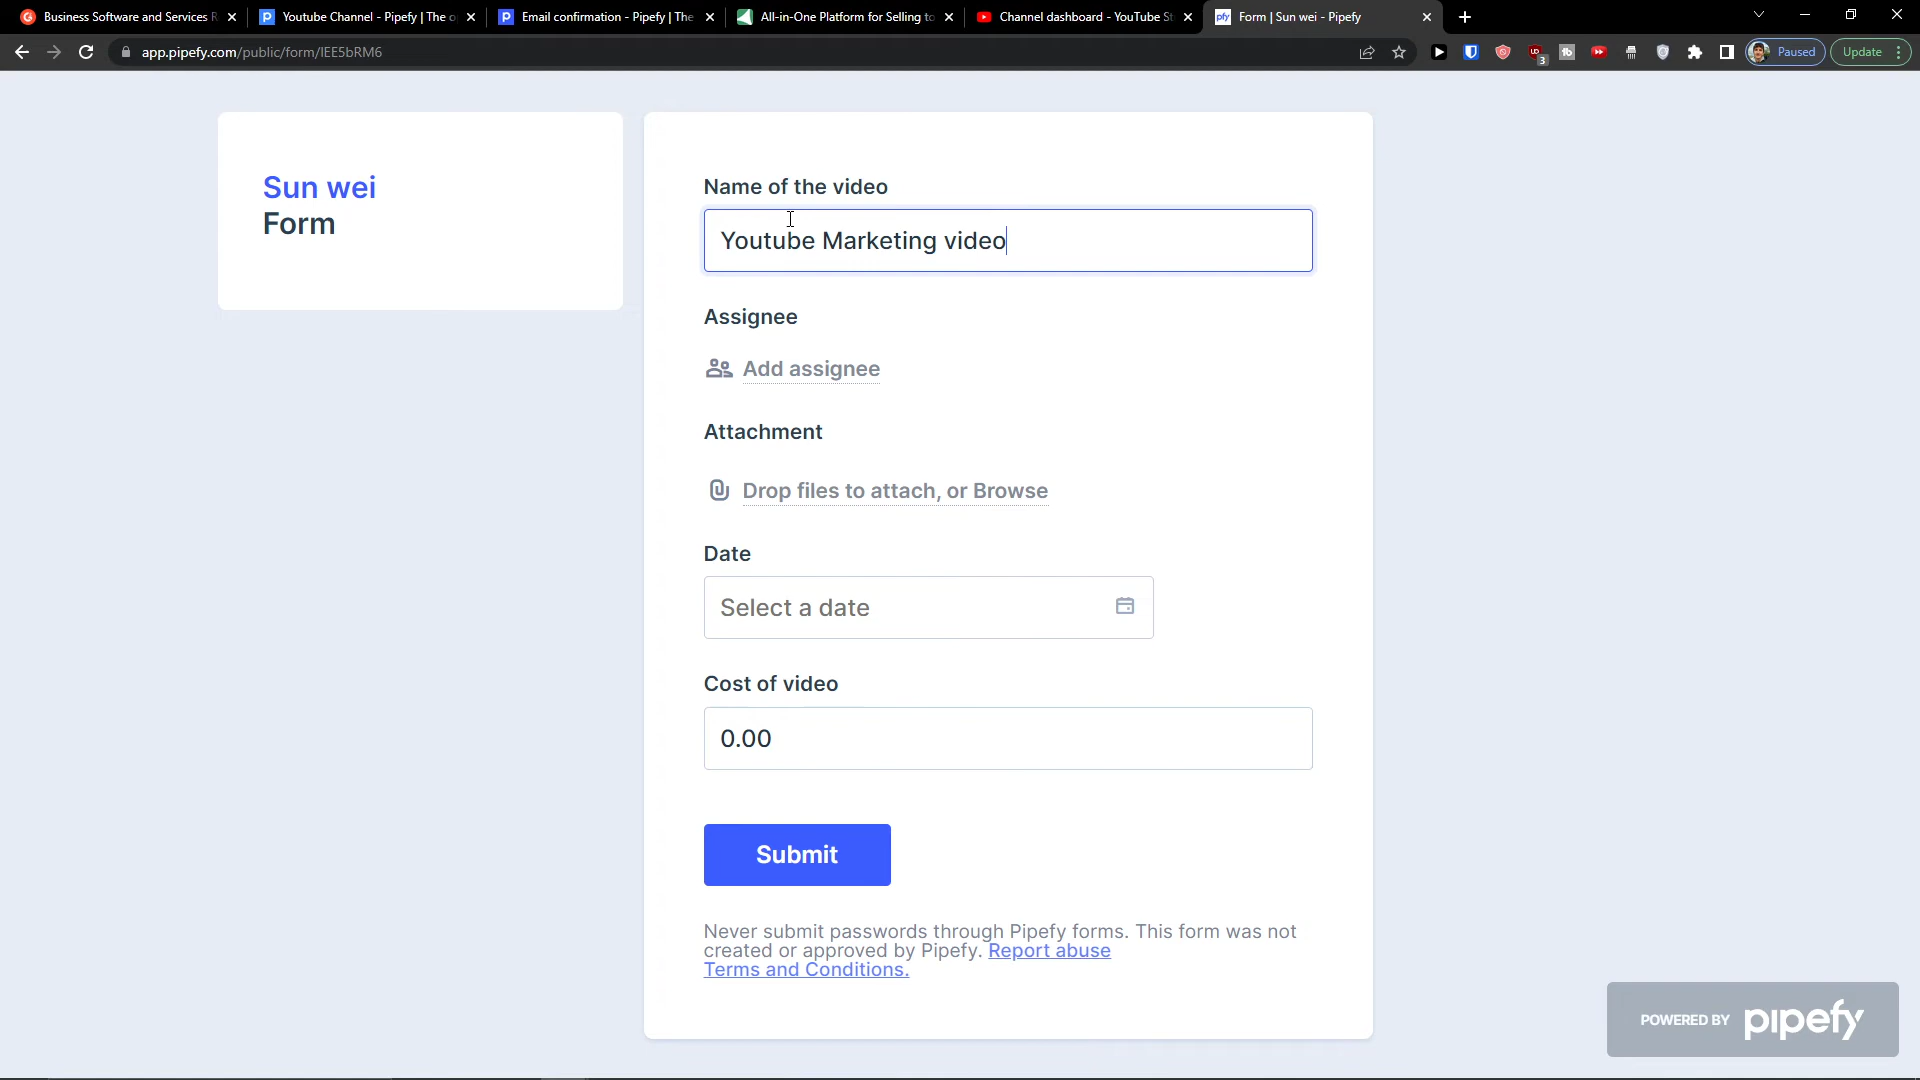 Business Software and Services R
Youtube Channel - Pipefy | The o
Email confirmation - Pipefy | The
All-in-One Platform for Selling to
Channel dashboard - YouTube St
Form | Sun wei - Pipefy
app.pipefy.com/public/form/IEE5bRM6
3
Paused
Update
Sun wei
Form
Name of the video
Youtube Marketing video
Assignee
Add assignee
Attachment
Drop files to attach, or Browse
Date
Select a date
Cost of video
0.00
Submit
Never submit passwords through Pipefy forms. This form was not
created or approved by Pipefy. Report abuse
Terms and Conditions.
POWERED BY pipefy